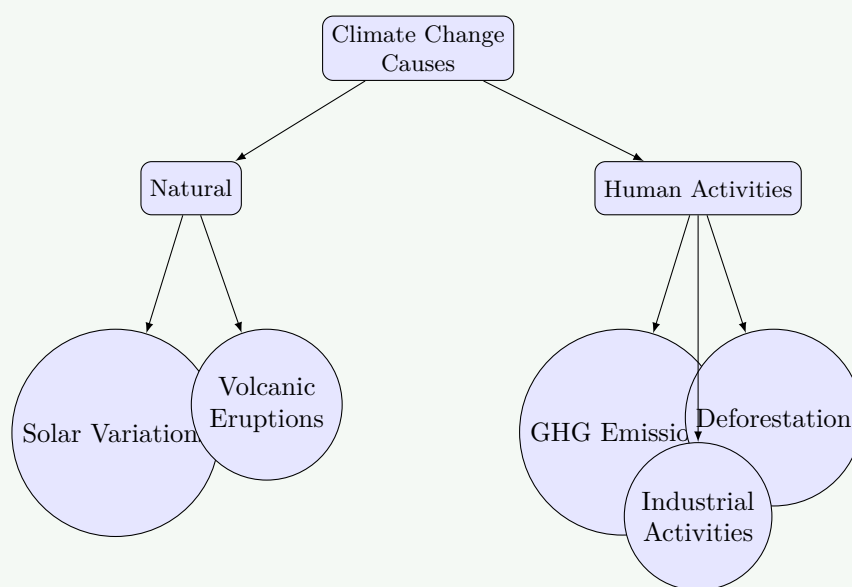 Climate Change
Causes
Natural
Human Activities
Solar Variation
Volcanic
Eruptions
GHG Emissio
Deforestation
Industrial
Activities